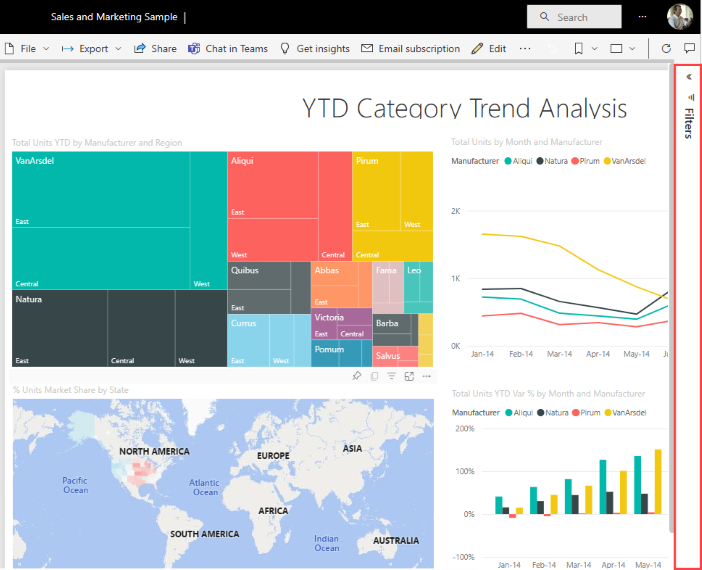 Sales and Marketing Sample |
Search
File
Export
Share
Chat in Teams
Get insights
Email subscription
Edit
Filters
YTD Category Trend Analysis
Total Units YTD by Manufacturer and Region
VanArsdel
East
Central
West
Aliqui
East
West
Central
Pirum
East
West
Central
Natura
East
Central
West
Quibus
East
Currus
East
West
Abbas
East
Victoria
East
Central
Pomum
Fama
Leo
Barba
Salvus
Total Units by Month and Manufacturer
Manufacturer Aliqui Natura Pirum VanArsdel
2K
1K
0K
Jan-14 Feb-14 Mar-14 Apr-14 May-14
% Units Market Share by State
NORTH AMERICA
EUROPE
ASIA
Pacific
Ocean
Atlantic
Ocean
AFRICA
SOUTH AMERICA
Indian
Ocean
AUSTRALIA
Total Units YTD Var % by Month and Manufacturer
Manufacturer Aliqui Natura Pirum VanArsdel
200%
100%
0%
-100%
Jan-14 Feb-14 Mar-14 Apr-14 May-14